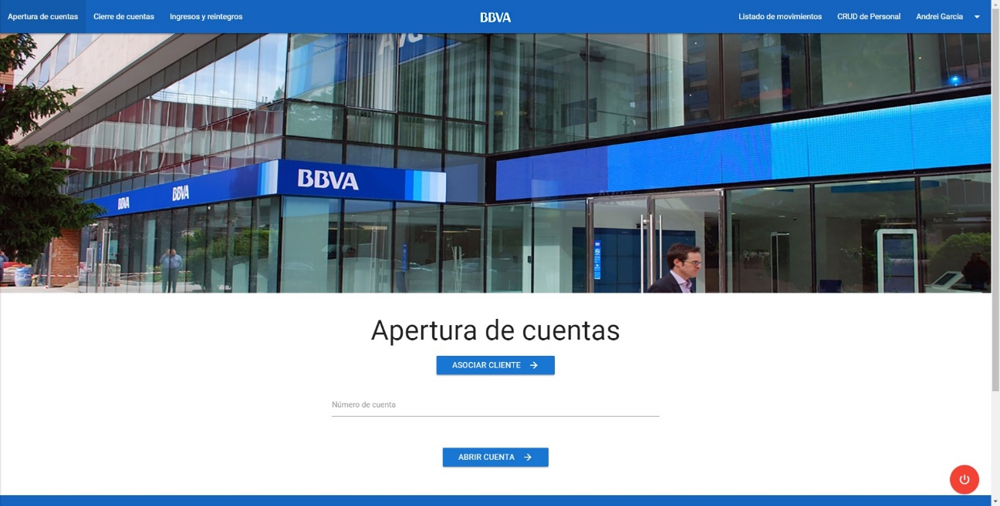 Apertura de cuentas
Cierre de cuentas
Ingresos y reintegros
BBVA
Listado de movimientos
CRUD de Personal
Andrei Garcia
BBVA
BBVA
BBVA
Apertura de cuentas
ASOCIAR CLIENTE
Número de cuenta
ABRIR CUENTA